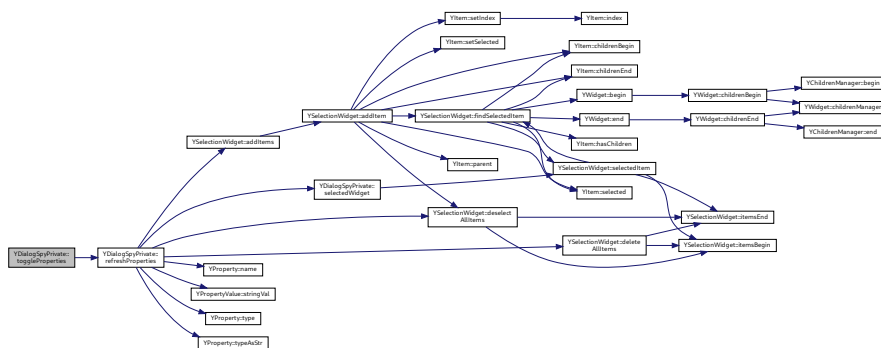 YItem::setIndex
YItem::index
YItem::setSelected
YItem::childrenBegin
YItem::childrenEnd
YChildrenManager::begin
YWidget::begin
YWidget::childrenBegin
YWidget::childrenManager
YSelectionWidget::addItem
YSelectionWidget::findSelectedItem
YWidget::end
YWidget::childrenEnd
YChildrenManager::end
YSelectionWidget::addItems
YItem::hasChildren
YItem::parent
YSelectionWidget::selectedItem
YDialogSpyPrivate::
selectedWidget
YItem::selected
YSelectionWidget::deselect
AllItems
YSelectionWidget::itemsEnd
YSelectionWidget::delete
AllItems
YSelectionWidget::itemsBegin
YDialogSpyPrivate::
toggleProperties
YDialogSpyPrivate::
refreshProperties
YProperty::name
YPropertyValue::stringVal
YProperty::type
YProperty::typeAsStr